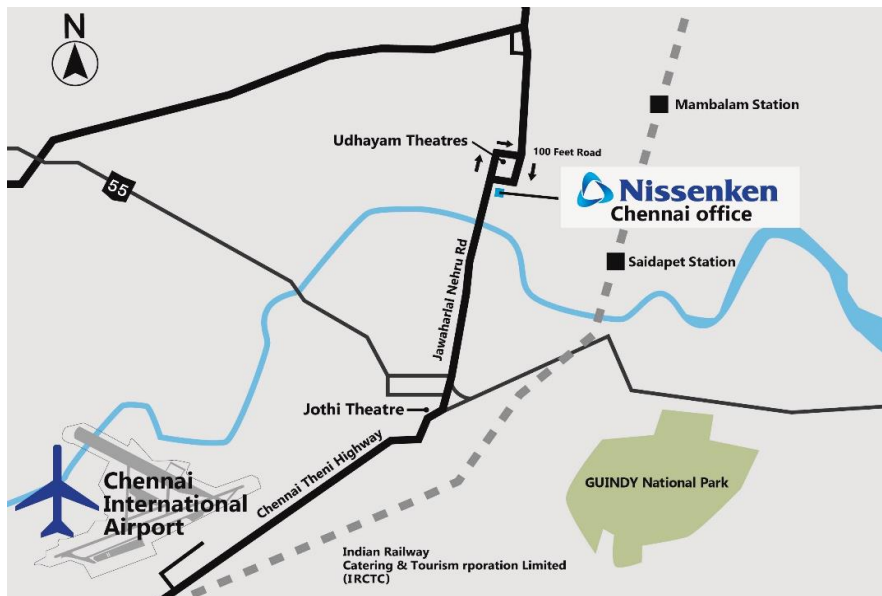 N
Mambalam Station
Udhayam Theatres
100 Feet Road
Nissenken
Chennai office
55
Saidapet Station
Jawaharlal Nehru Rd
Jothi Theatre
Chennai Theni Highway
Chennai
International
Airport
GUINDY National Park
Indian Railway
Catering & Tourism rporation Limited
(IRCTC)